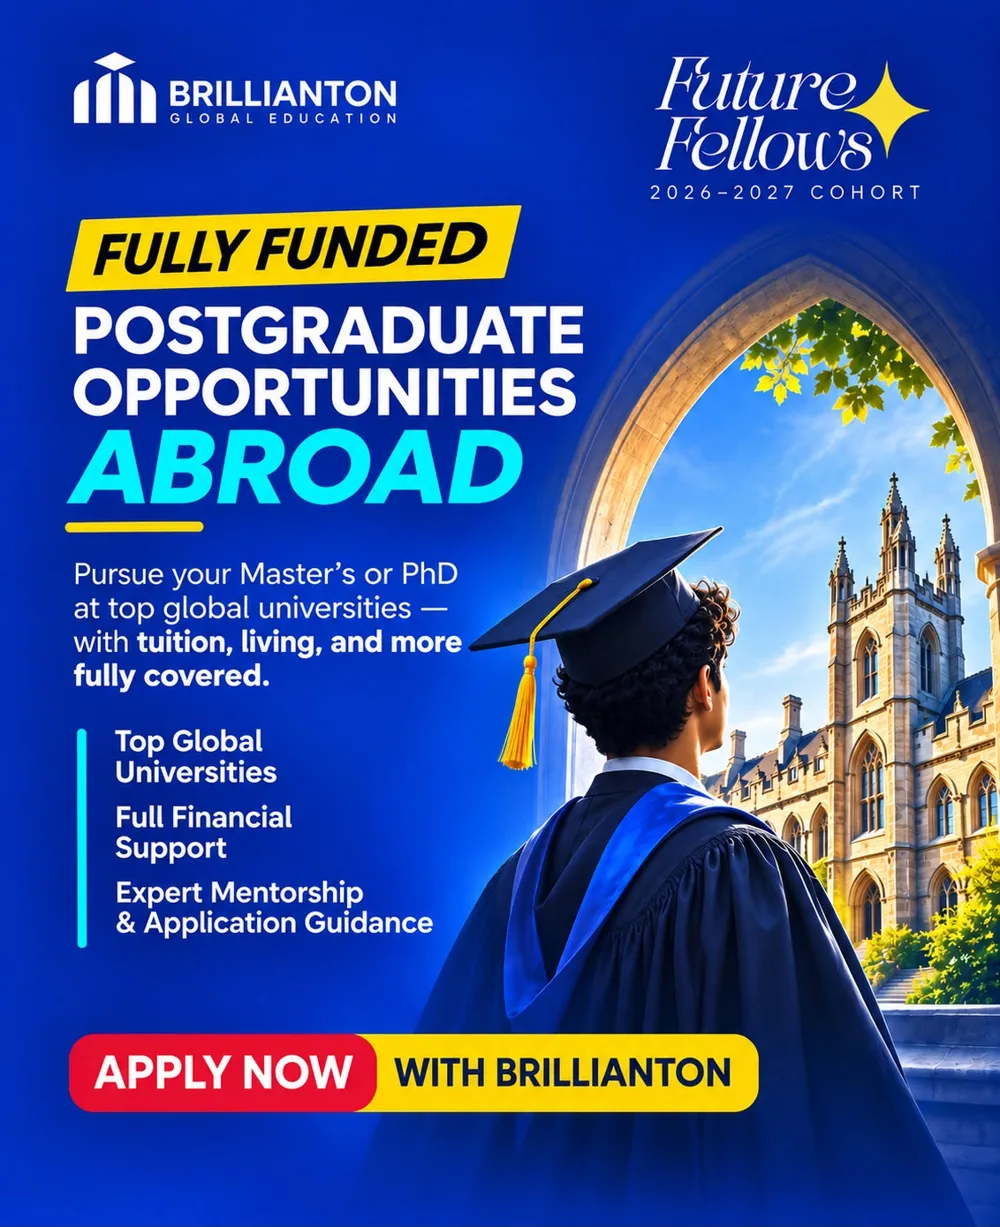 BRILLIANTON
GLOBAL EDUCATION
Future
Fellows
2026–2027 COHORT
FULLY FUNDED
POSTGRADUATE
OPPORTUNITIES
ABROAD
Pursue your Master's or PhD
at top global universities —
with tuition, living, and more
fully covered.
Top Global
Universities
Full Financial
Support
Expert Mentorship
& Application Guidance
APPLY NOW WITH BRILLIANTON